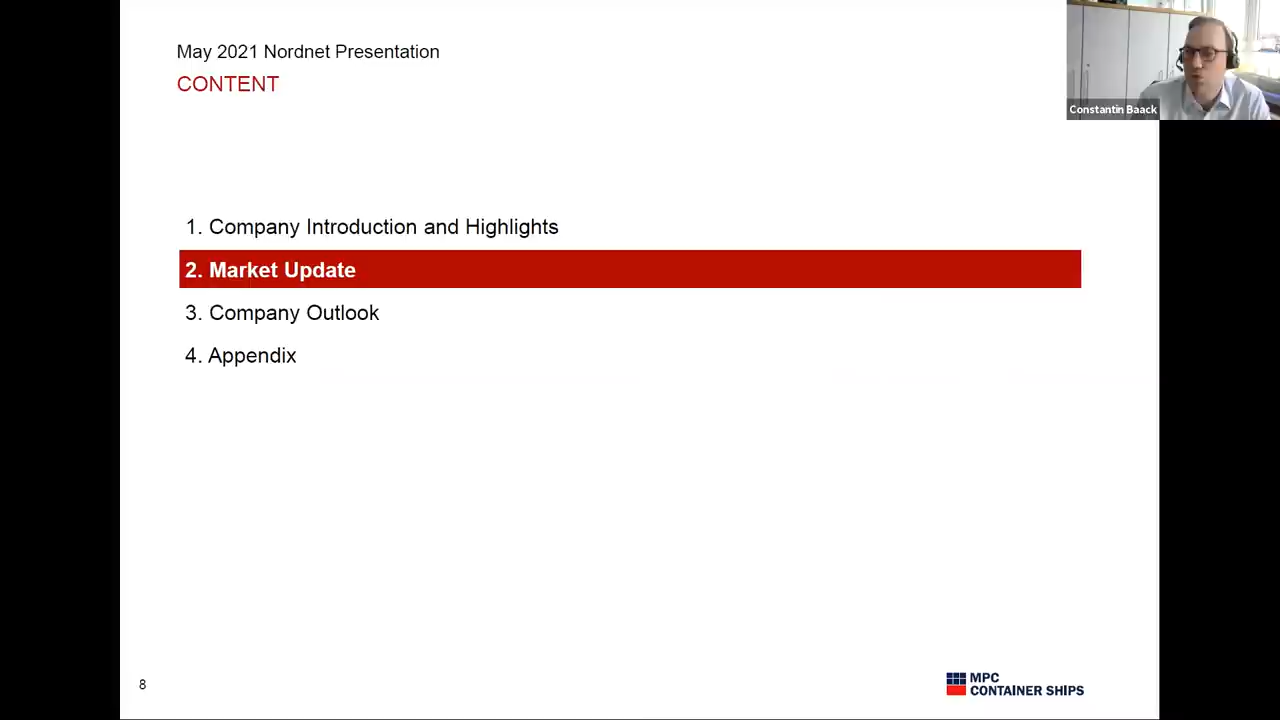 May 2021 Nordnet Presentation
CONTENT
Constantin Baack
1. Company Introduction and Highlights
2. Market Update
3. Company Outlook
4. Appendix
8
MPC
CONTAINER SHIPS